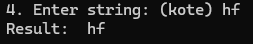 4. Enter string: (kote) hf
Result:  hf